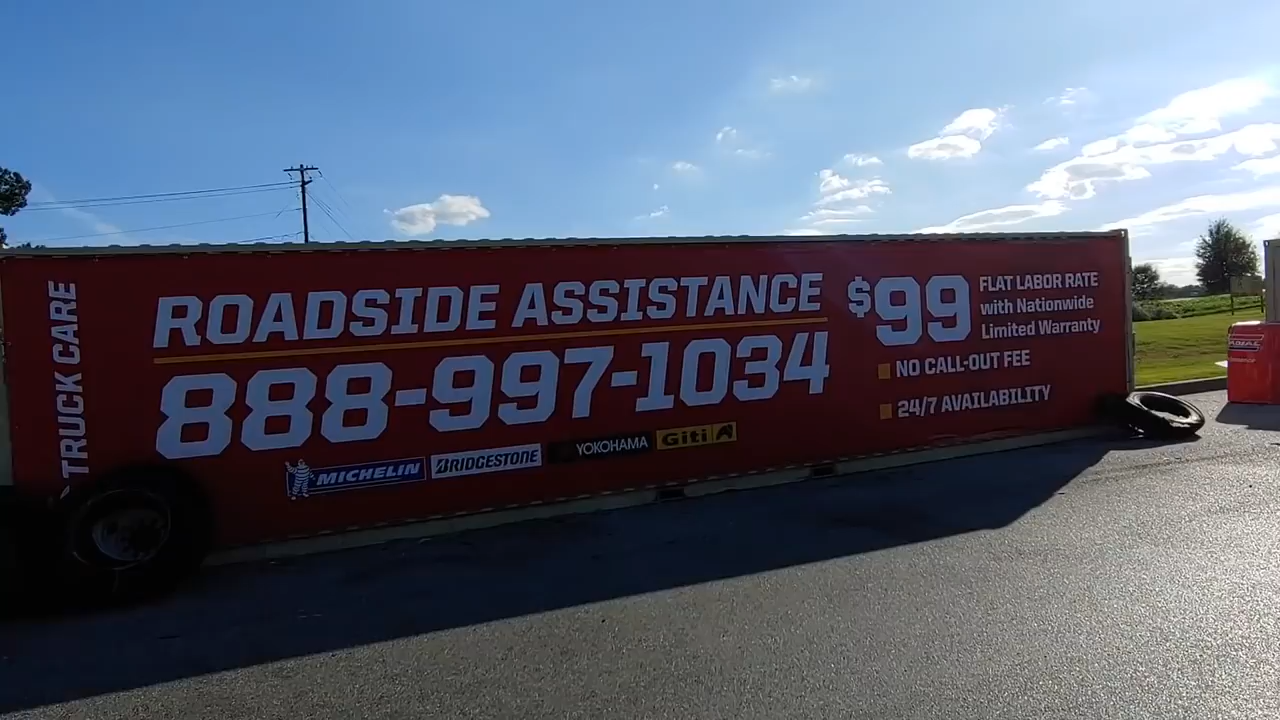 TRUCK CARE
ROADSIDE ASSISTANCE
888-997-1034
MICHELIN
BRIDGESTONE
YOKOHAMA
Giti
$99
FLAT LABOR RATE
with Nationwide
Limited Warranty
NO CALL-OUT FEE
24/7 AVAILABILITY